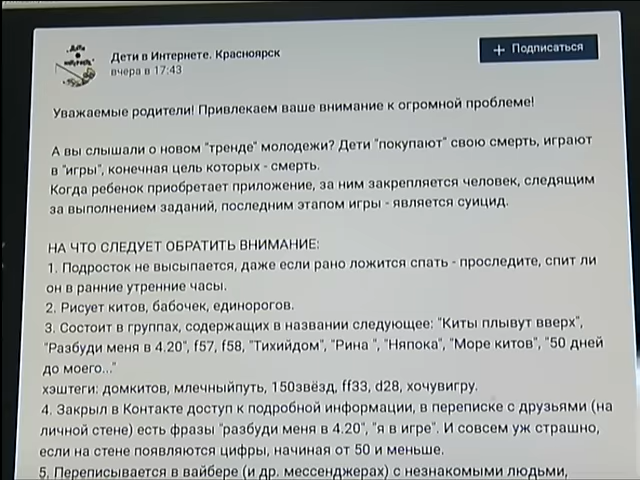 Дети в Интернете. Красноярск
вчера в 17:43
+ Подписаться
Уважаемые родители! Привлекаем ваше внимание к огромной проблеме!
А вы слышали о новом "тренде" молодежи? Дети "покупают" свою смерть, играют
в "игры", конечная цель которых - смерть.
Когда ребенок приобретает приложение, за ним закрепляется человек, следящим
за выполнением заданий, последним этапом игры - является суицид.
НА ЧТО СЛЕДУЕТ ОБРАТИТЬ ВНИМАНИЕ:
1. Подросток не высыпается, даже если рано ложится спать - проследите, спит ли
он в ранние утренние часы.
2. Рисует китов, бабочек, единорогов.
3. Состоит в группах, содержащих в названии следующее: "Киты плывут вверх",
"Разбуди меня в 4.20", f57, f58, "Тихийдом", "Рина ", "Няпока", "Море китов", "50 дней
до моего..."
хэштеги: домкитов, млечныйпуть, 150звёзд, ff33, d28, хочувигру.
4. Закрыл в Контакте доступ к подробной информации, в переписке с друзьями (на
личной стене) есть фразы "разбуди меня в 4.20", "я в игре". И совсем уж страшно,
если на стене появляются цифры, начиная от 50 и меньше.
5. Переписывается в вайбере (и др. мессенджерах) с незнакомыми людьми,